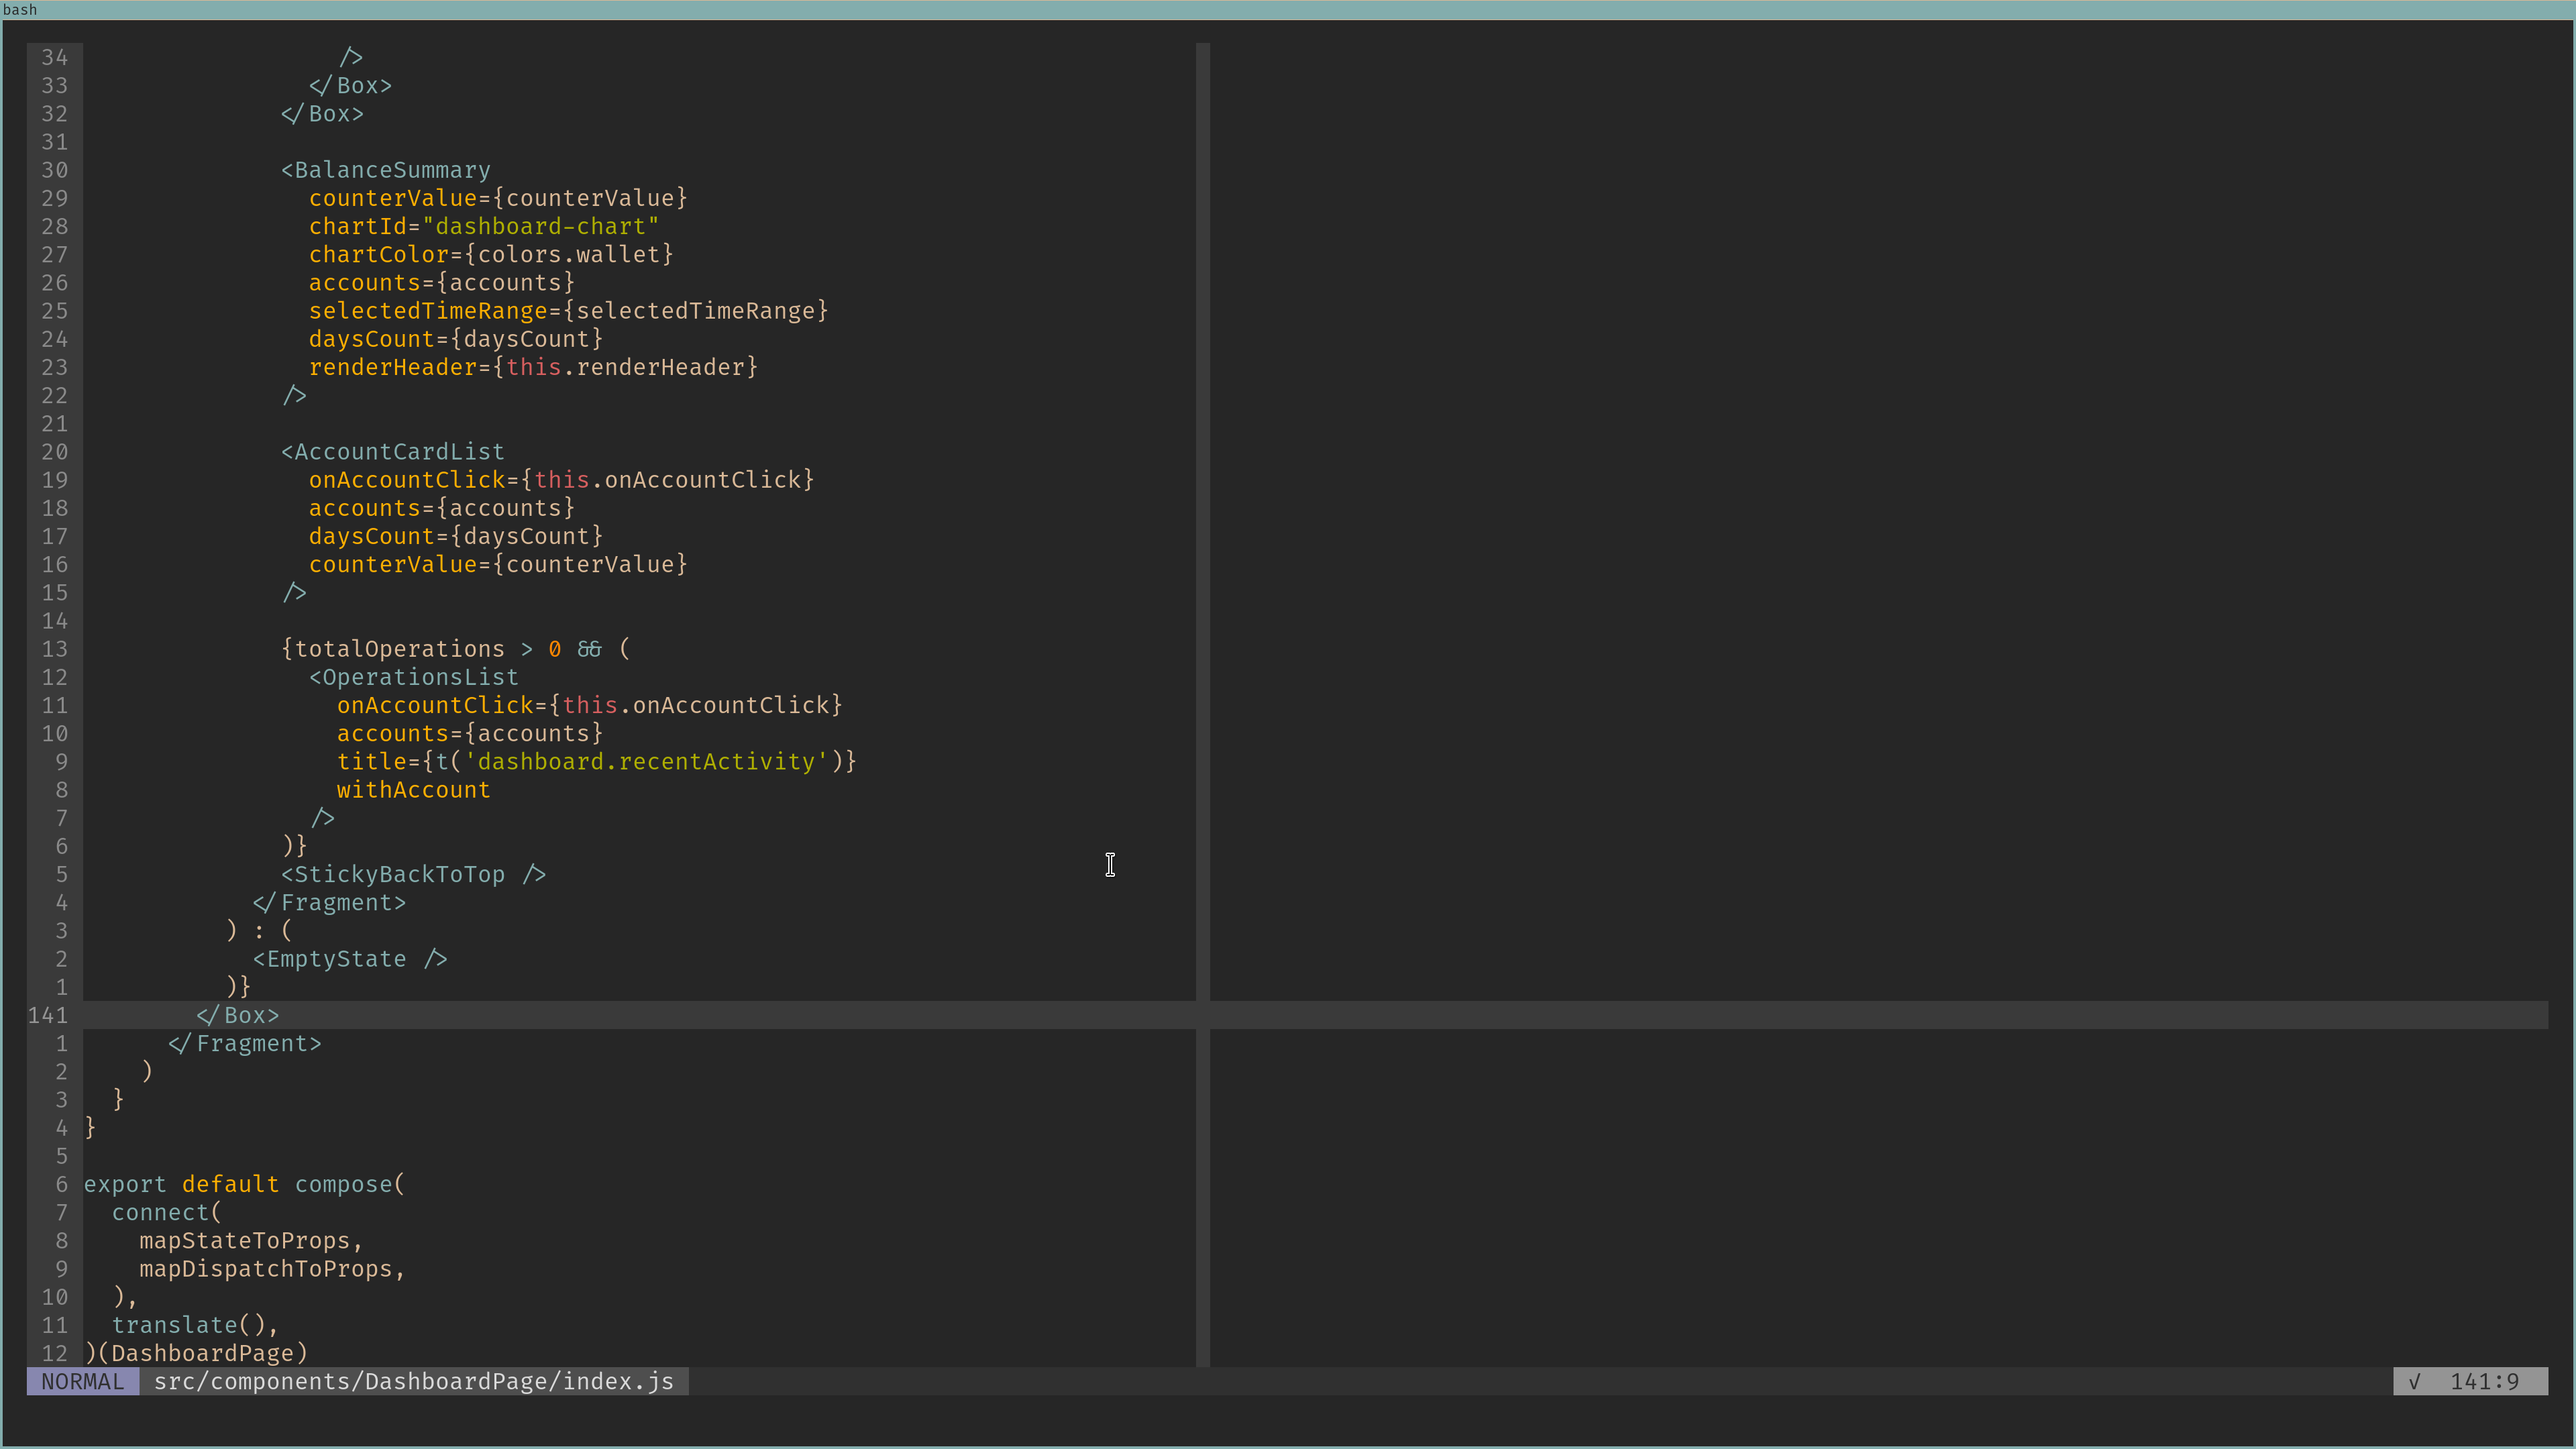 bash
34                   />
33                 </Box>
32               </Box>
31
30               <BalanceSummary
29                 counterValue={counterValue}
28                 chartId="dashboard-chart"
27                 chartColor={colors.wallet}
26                 accounts={accounts}
25                 selectedTimeRange={selectedTimeRange}
24                 daysCount={daysCount}
23                 renderHeader={this.renderHeader}
22               />
21
20               <AccountCardList
19                 onAccountClick={this.onAccountClick}
18                 accounts={accounts}
17                 daysCount={daysCount}
16                 counterValue={counterValue}
15               />
14
13               {totalOperations > 0 && (
12                 <OperationsList
11                   onAccountClick={this.onAccountClick}
10                   accounts={accounts}
9                   title={t('dashboard.recentActivity')}
8                   withAccount
7                 />
6               )}
5               <StickyBackToTop />
4             </Fragment>
3           ) : (
2             <EmptyState />
1           )}
141         </Box>
1       </Fragment>
2     )
3   }
4 }
5
6 export default compose(
7   connect(
8     mapStateToProps,
9     mapDispatchToProps,
10   ),
11   translate(),
12 )(DashboardPage)
NORMAL src/components/DashboardPage/index.js √ 141:9